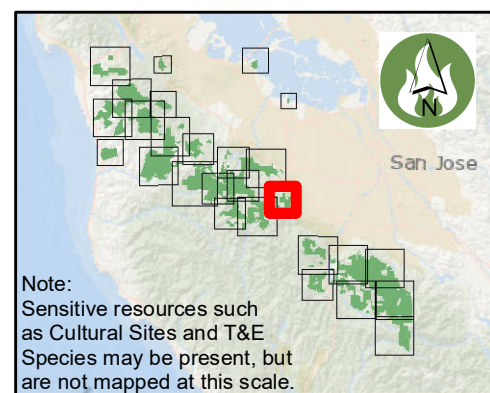 N
San Jose
Note:
Sensitive resources such
as Cultural Sites and T&E
Species may be present, but
are not mapped at this scale.